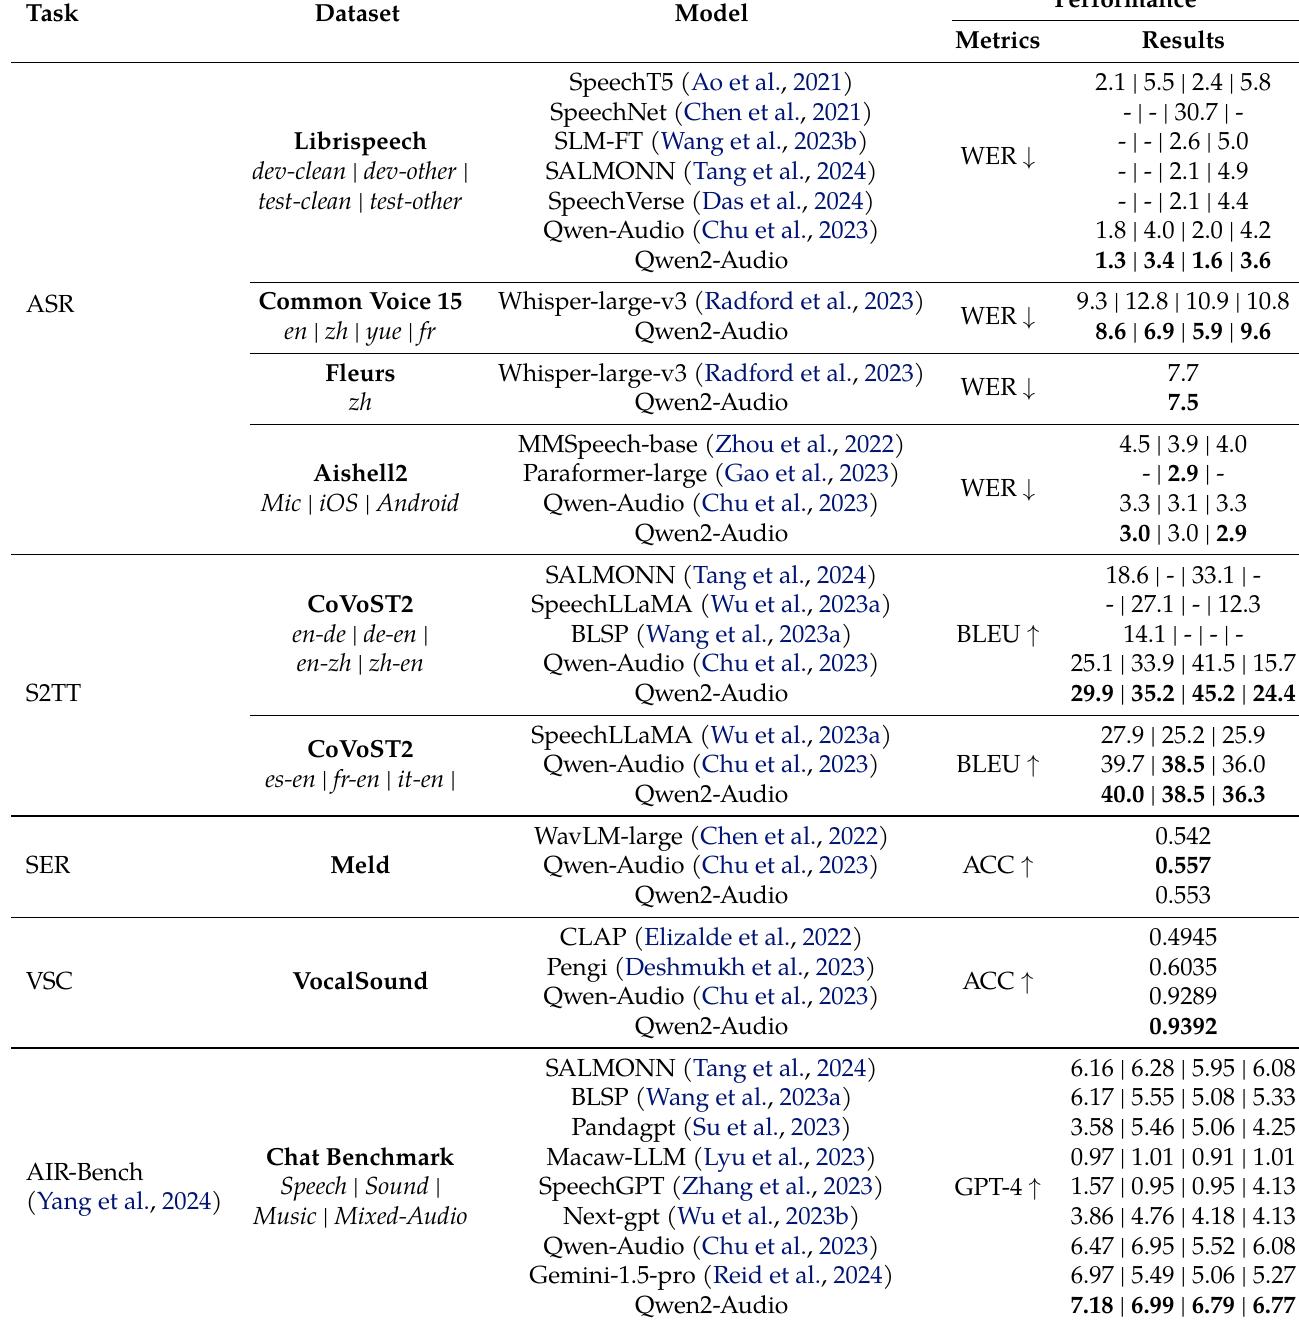 Task Dataset Model Performance
Metrics Results
SpeechT5 (Ao et al., 2021) 2.1 | 5.5 | 2.4 | 5.8
SpeechNet (Chen et al., 2021) - | - | 30.7 | -
Librispeech SLM-FT (Wang et al., 2023b) - | - | 2.6 | 5.0
dev-clean | dev-other | SALMONN (Tang et al., 2024) WER ↓ - | - | 2.1 | 4.9
test-clean | test-other SpeechVerse (Das et al., 2024) - | - | 2.1 | 4.4
Qwen-Audio (Chu et al., 2023) 1.8 | 4.0 | 2.0 | 4.2
Qwen2-Audio 1.3 | 3.4 | 1.6 | 3.6
ASR Common Voice 15 Whisper-large-v3 (Radford et al., 2023) WER ↓ 9.3 | 12.8 | 10.9 | 10.8
en | zh | yue | fr Qwen2-Audio 8.6 | 6.9 | 5.9 | 9.6
Fleurs Whisper-large-v3 (Radford et al., 2023) WER ↓ 7.7
zh Qwen2-Audio 7.5
MMSpeech-base (Zhou et al., 2022) 4.5 | 3.9 | 4.0
Aishell2 Paraformer-large (Gao et al., 2023) WER ↓ - | 2.9 | -
Mic | iOS | Android Qwen-Audio (Chu et al., 2023) 3.3 | 3.1 | 3.3
Qwen2-Audio 3.0 | 3.0 | 2.9
SALMONN (Tang et al., 2024) 18.6 | - | 33.1 | -
CoVoST2 SpeechLLaMA (Wu et al., 2023a) - | 27.1 | - | 12.3
en-de | de-en | BLSP (Wang et al., 2023a) BLEU ↑ 14.1 | - | - | -
en-zh | zh-en Qwen-Audio (Chu et al., 2023) 25.1 | 33.9 | 41.5 | 15.7
S2TT Qwen2-Audio 29.9 | 35.2 | 45.2 | 24.4
SpeechLLaMA (Wu et al., 2023a) 27.9 | 25.2 | 25.9
CoVoST2 Qwen-Audio (Chu et al., 2023) BLEU ↑ 39.7 | 38.5 | 36.0
es-en | fr-en | it-en | Qwen2-Audio 40.0 | 38.5 | 36.3
WavLM-large (Chen et al., 2022) 0.542
SER Meld Qwen-Audio (Chu et al., 2023) ACC ↑ 0.557
Qwen2-Audio 0.553
CLAP (Elizalde et al., 2022) 0.4945
VSC VocalSound Pengi (Deshmukh et al., 2023) ACC ↑ 0.6035
Qwen-Audio (Chu et al., 2023) 0.9289
Qwen2-Audio 0.9392
SALMONN (Tang et al., 2024) 6.16 | 6.28 | 5.95 | 6.08
BLSP (Wang et al., 2023a) 6.17 | 5.55 | 5.08 | 5.33
Pandagpt (Su et al., 2023) 3.58 | 5.46 | 5.06 | 4.25
AIR-Bench Chat Benchmark Macaw-LLM (Lyu et al., 2023) 0.97 | 1.01 | 0.91 | 1.01
(Yang et al., 2024) Speech | Sound | SpeechGPT (Zhang et al., 2023) GPT-4 ↑ 1.57 | 0.95 | 0.95 | 4.13
Music | Mixed-Audio Next-gpt (Wu et al., 2023b) 3.86 | 4.76 | 4.18 | 4.13
Qwen-Audio (Chu et al., 2023) 6.47 | 6.95 | 5.52 | 6.08
Gemini-1.5-pro (Reid et al., 2024) 6.97 | 5.49 | 5.06 | 5.27
Qwen2-Audio 7.18 | 6.99 | 6.79 | 6.77